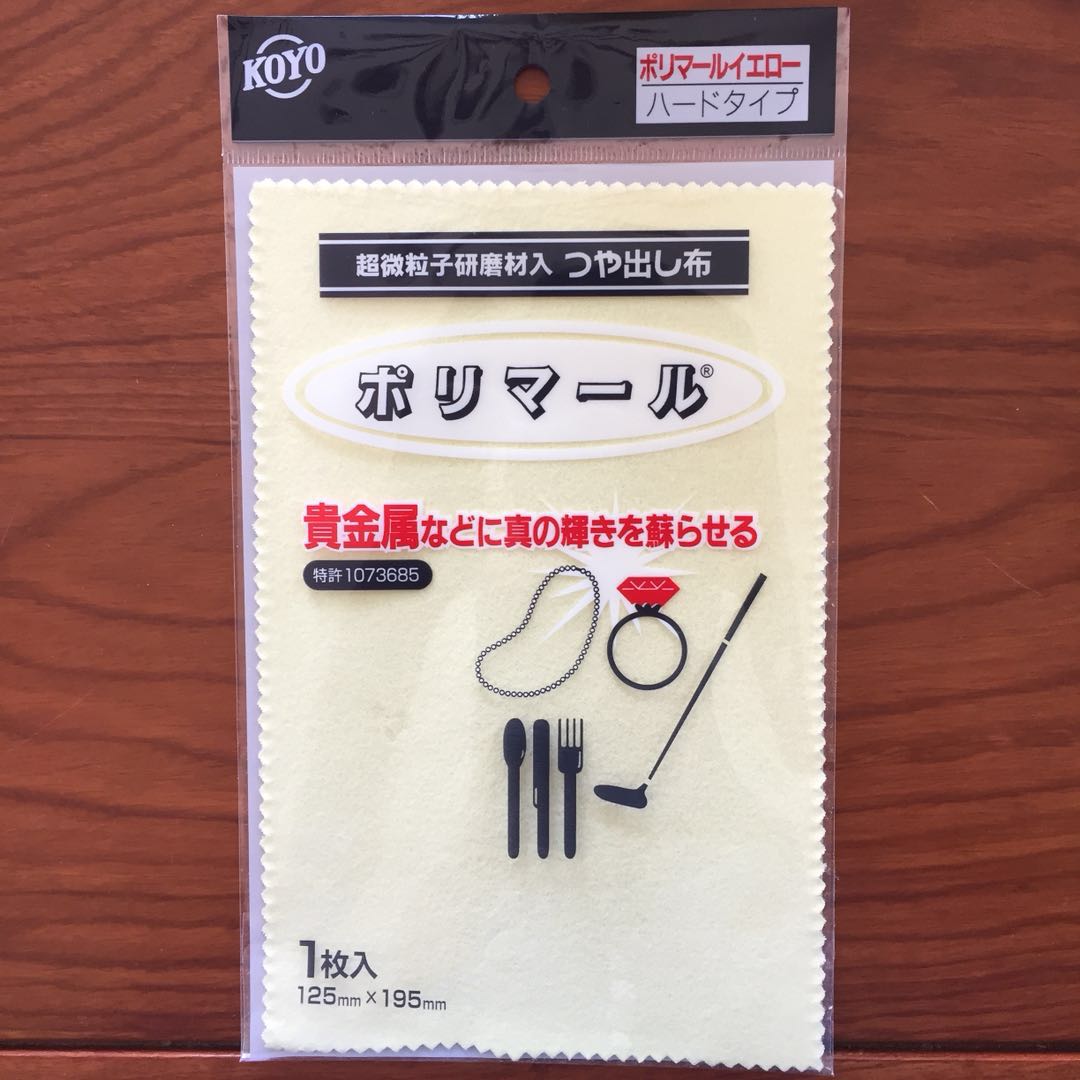 KOYO
ポリマールイエロー
ハードタイプ
超微粒子研磨材入 つや出し布
ポリマール®
貴金属などに真の輝きを蘇らせる
特許1073685
1枚入
125mm×195mm